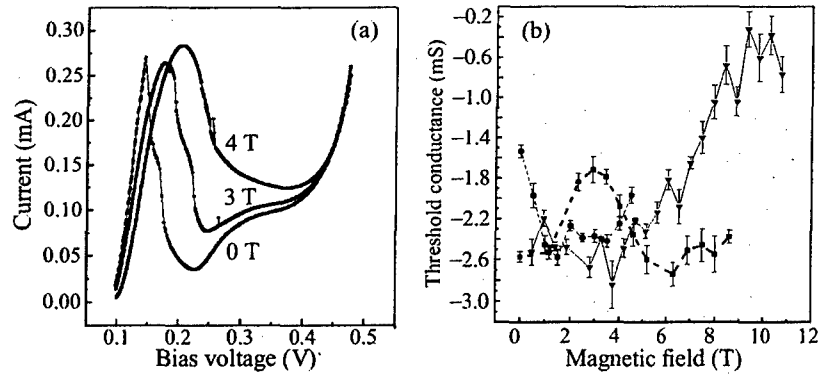 (a)
0.30
0.25
0.20
0.15
0.10
0.05
0.00
Current (mA)
4 T
3 T
0 T
0.1 0.2 0.3 0.4 0.5
Bias voltage (V)
(b)
−0.2
−0.6
−1.0
−1.4
−1.8
−2.2
−2.6
−3.0
Threshold conductance (mS)
0 2 4 6 8 10 12
Magnetic field (T)